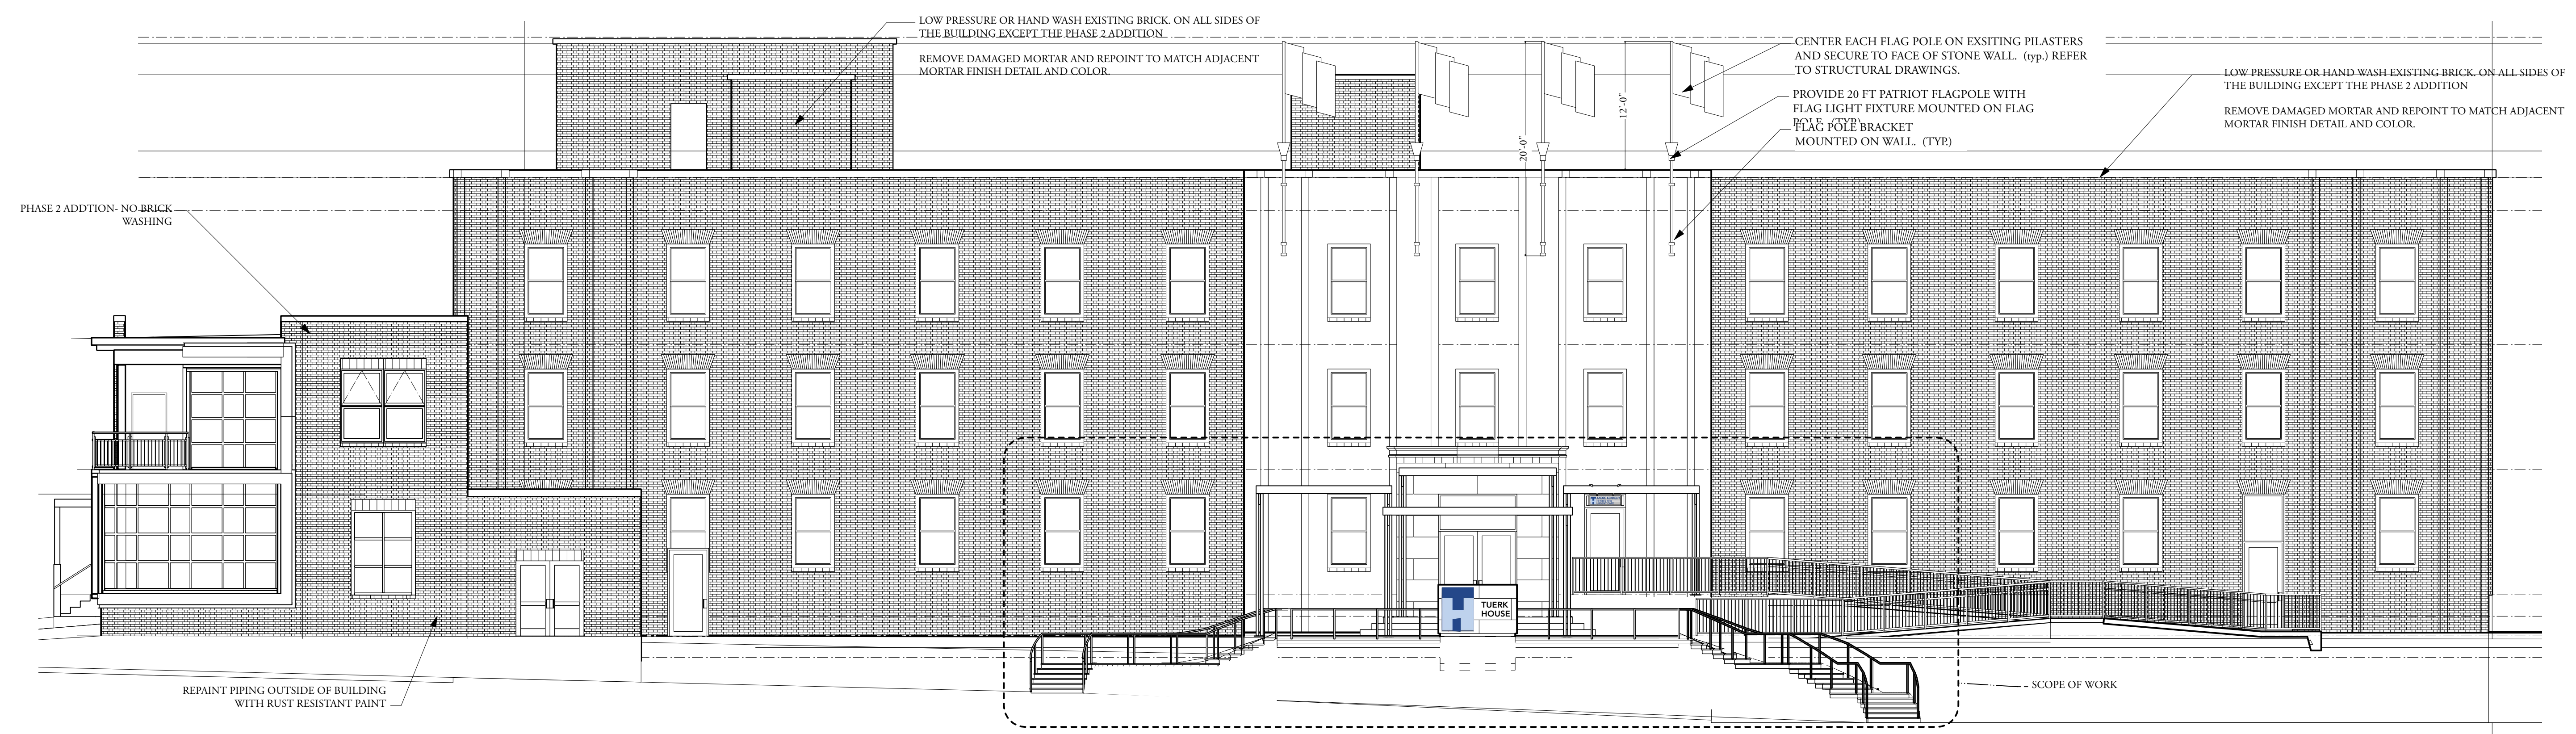 LOW PRESSURE OR HAND WASH EXISTING BRICK. ON ALL SIDES OF
THE BUILDING EXCEPT THE PHASE 2 ADDITION
REMOVE DAMAGED MORTAR AND REPOINT TO MATCH ADJACENT
MORTAR FINISH DETAIL AND COLOR.
CENTER EACH FLAG POLE ON EXSITING PILASTERS
AND SECURE TO FACE OF STONE WALL. (typ.) REFER
TO STRUCTURAL DRAWINGS.
PROVIDE 20 FT PATRIOT FLAGPOLE WITH
FLAG LIGHT FIXTURE MOUNTED ON FLAG
POLE. (TYP)
FLAG POLE BRACKET
MOUNTED ON WALL. (TYP.)
12'-0"
20'-0"
LOW PRESSURE OR HAND WASH EXISTING BRICK. ON ALL SIDES OF
THE BUILDING EXCEPT THE PHASE 2 ADDITION
REMOVE DAMAGED MORTAR AND REPOINT TO MATCH ADJACENT
MORTAR FINISH DETAIL AND COLOR.
PHASE 2 ADDTION- NO BRICK
WASHING
TUERK
HOUSE
REPAINT PIPING OUTSIDE OF BUILDING
WITH RUST RESISTANT PAINT
SCOPE OF WORK